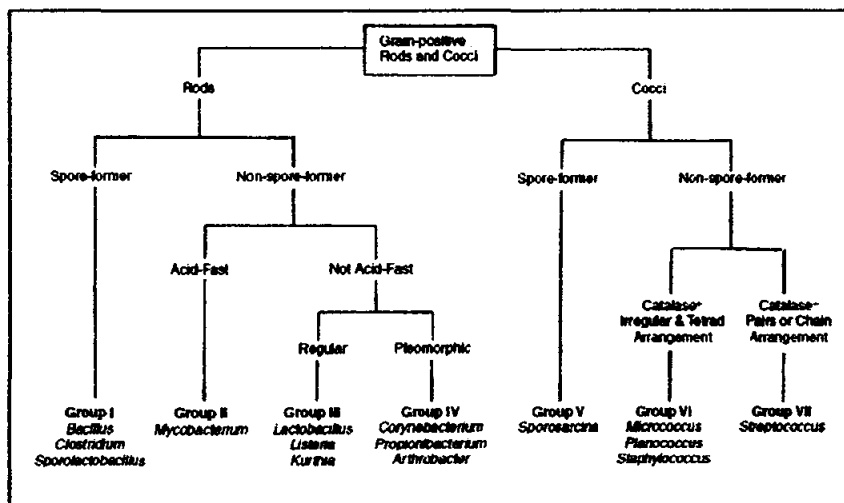 Gram-positive
Rods and Cocci
Rods
Cocci
Spore-former
Non-spore-former
Spore-former
Non-spore-former
Acid-Fast
Not Acid-Fast
Catalase+
Irregular & Tetrad
Arrangement
Catalase–
Pairs or Chain
Arrangement
Regular
Pleomorphic
Group I
Bacillus
Clostridium
Sporolactobacillus
Group II
Mycobacterium
Group III
Lactobacillus
Listeria
Kurthia
Group IV
Corynebacterium
Propionibacterium
Arthrobacter
Group V
Sporosarcina
Group VI
Micrococcus
Planococcus
Staphylococcus
Group VII
Streptococcus